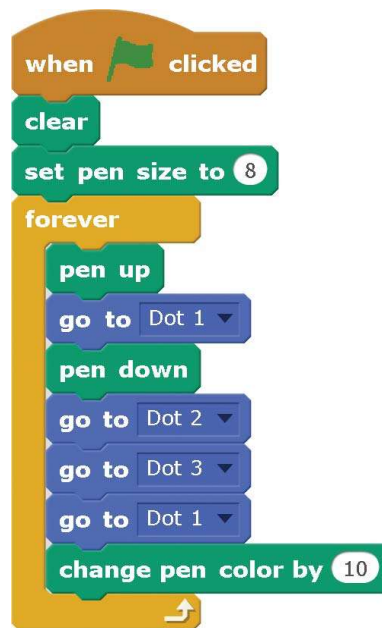 when clicked
clear
set pen size to 8
forever
pen up
go to Dot 1
pen down
go to Dot 2
go to Dot 3
go to Dot 1
change pen color by 10